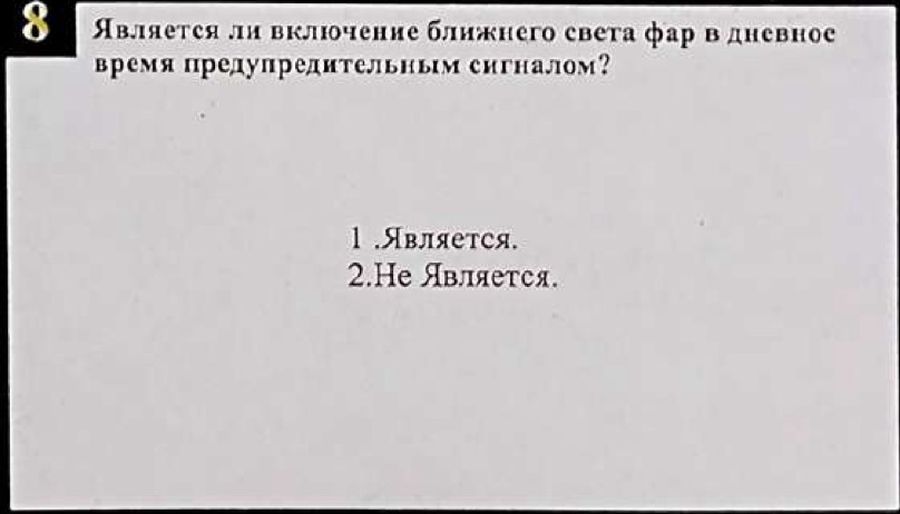 8
Является ли включение ближнего света фар в дневное
время предупредительным сигналом?
1 .Является.
2.Не Является.